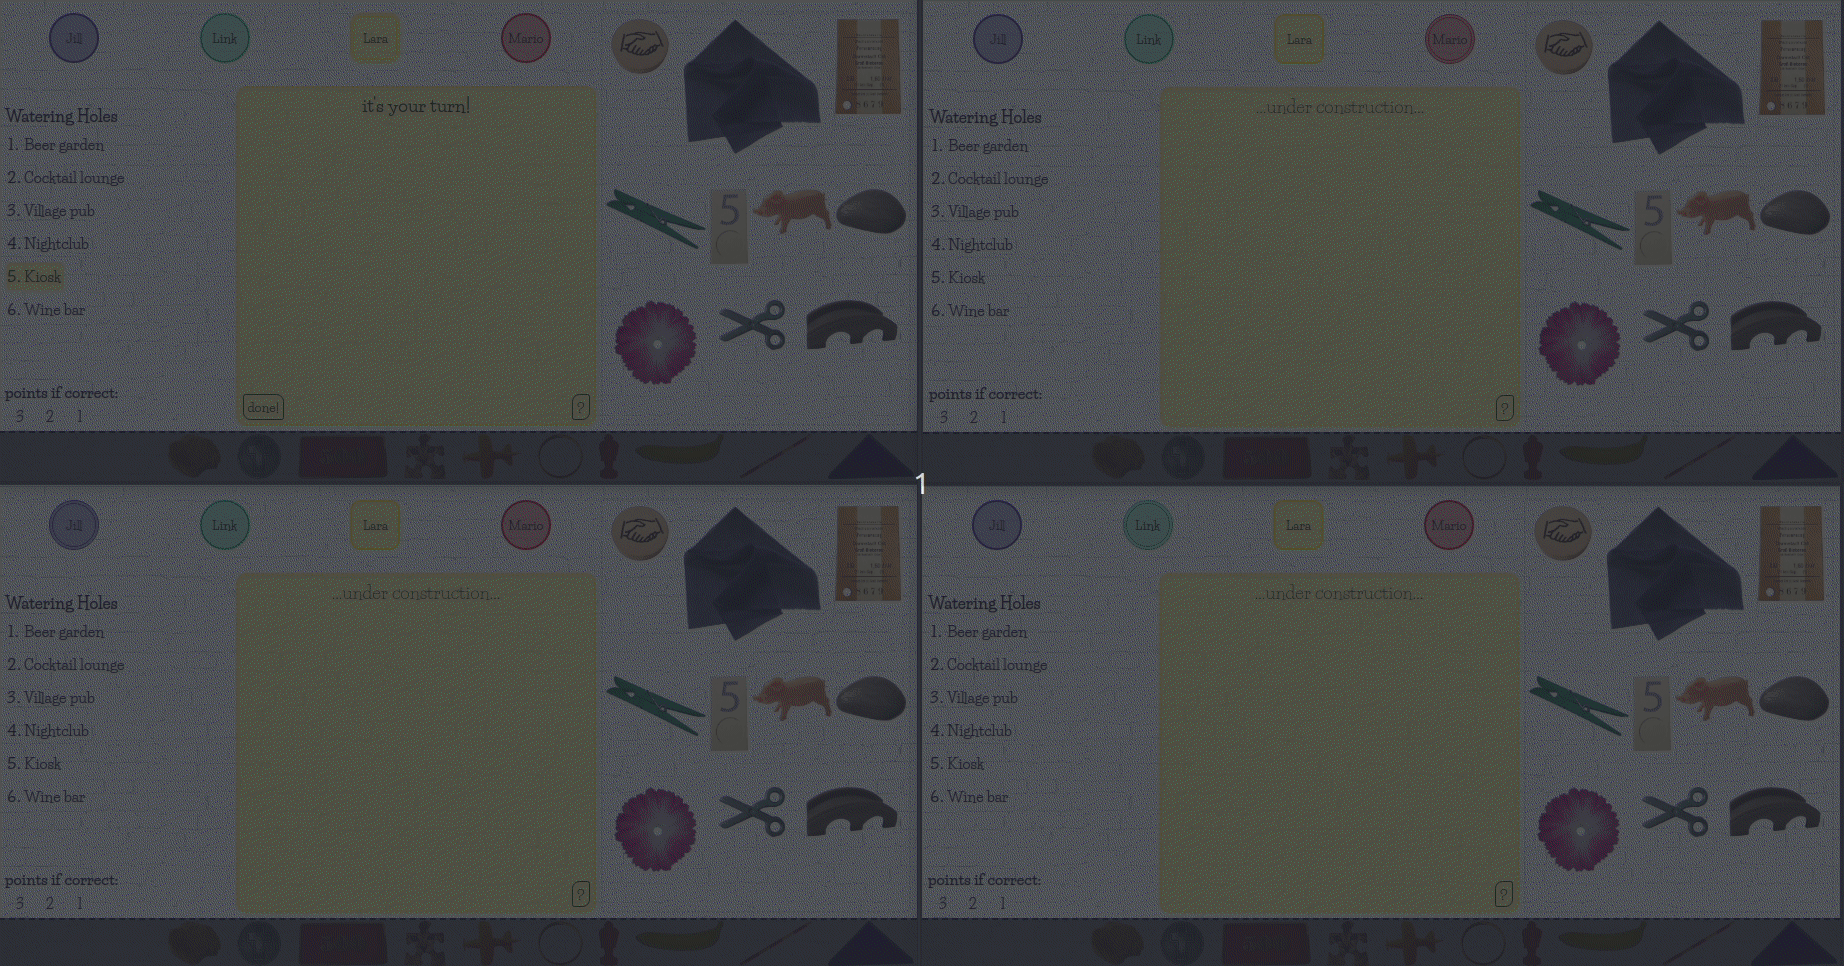 Jill Link Lara Mario
it's your turn!
Watering Holes
1. Beer garden
2. Cocktail lounge
3. Village pub
4. Nightclub
5. Kiosk
6. Wine bar
5
points if correct:
3 2 1
done! ?
Jill Link Lara Mario
...under construction...
Watering Holes
1. Beer garden
2. Cocktail lounge
3. Village pub
4. Nightclub
5. Kiosk
6. Wine bar
5
points if correct:
3 2 1
?
1
Jill Link Lara Mario
...under construction...
Watering Holes
1. Beer garden
2. Cocktail lounge
3. Village pub
4. Nightclub
5. Kiosk
6. Wine bar
5
points if correct:
3 2 1
?
Jill Link Lara Mario
...under construction...
Watering Holes
1. Beer garden
2. Cocktail lounge
3. Village pub
4. Nightclub
5. Kiosk
6. Wine bar
5
points if correct:
3 2 1
?